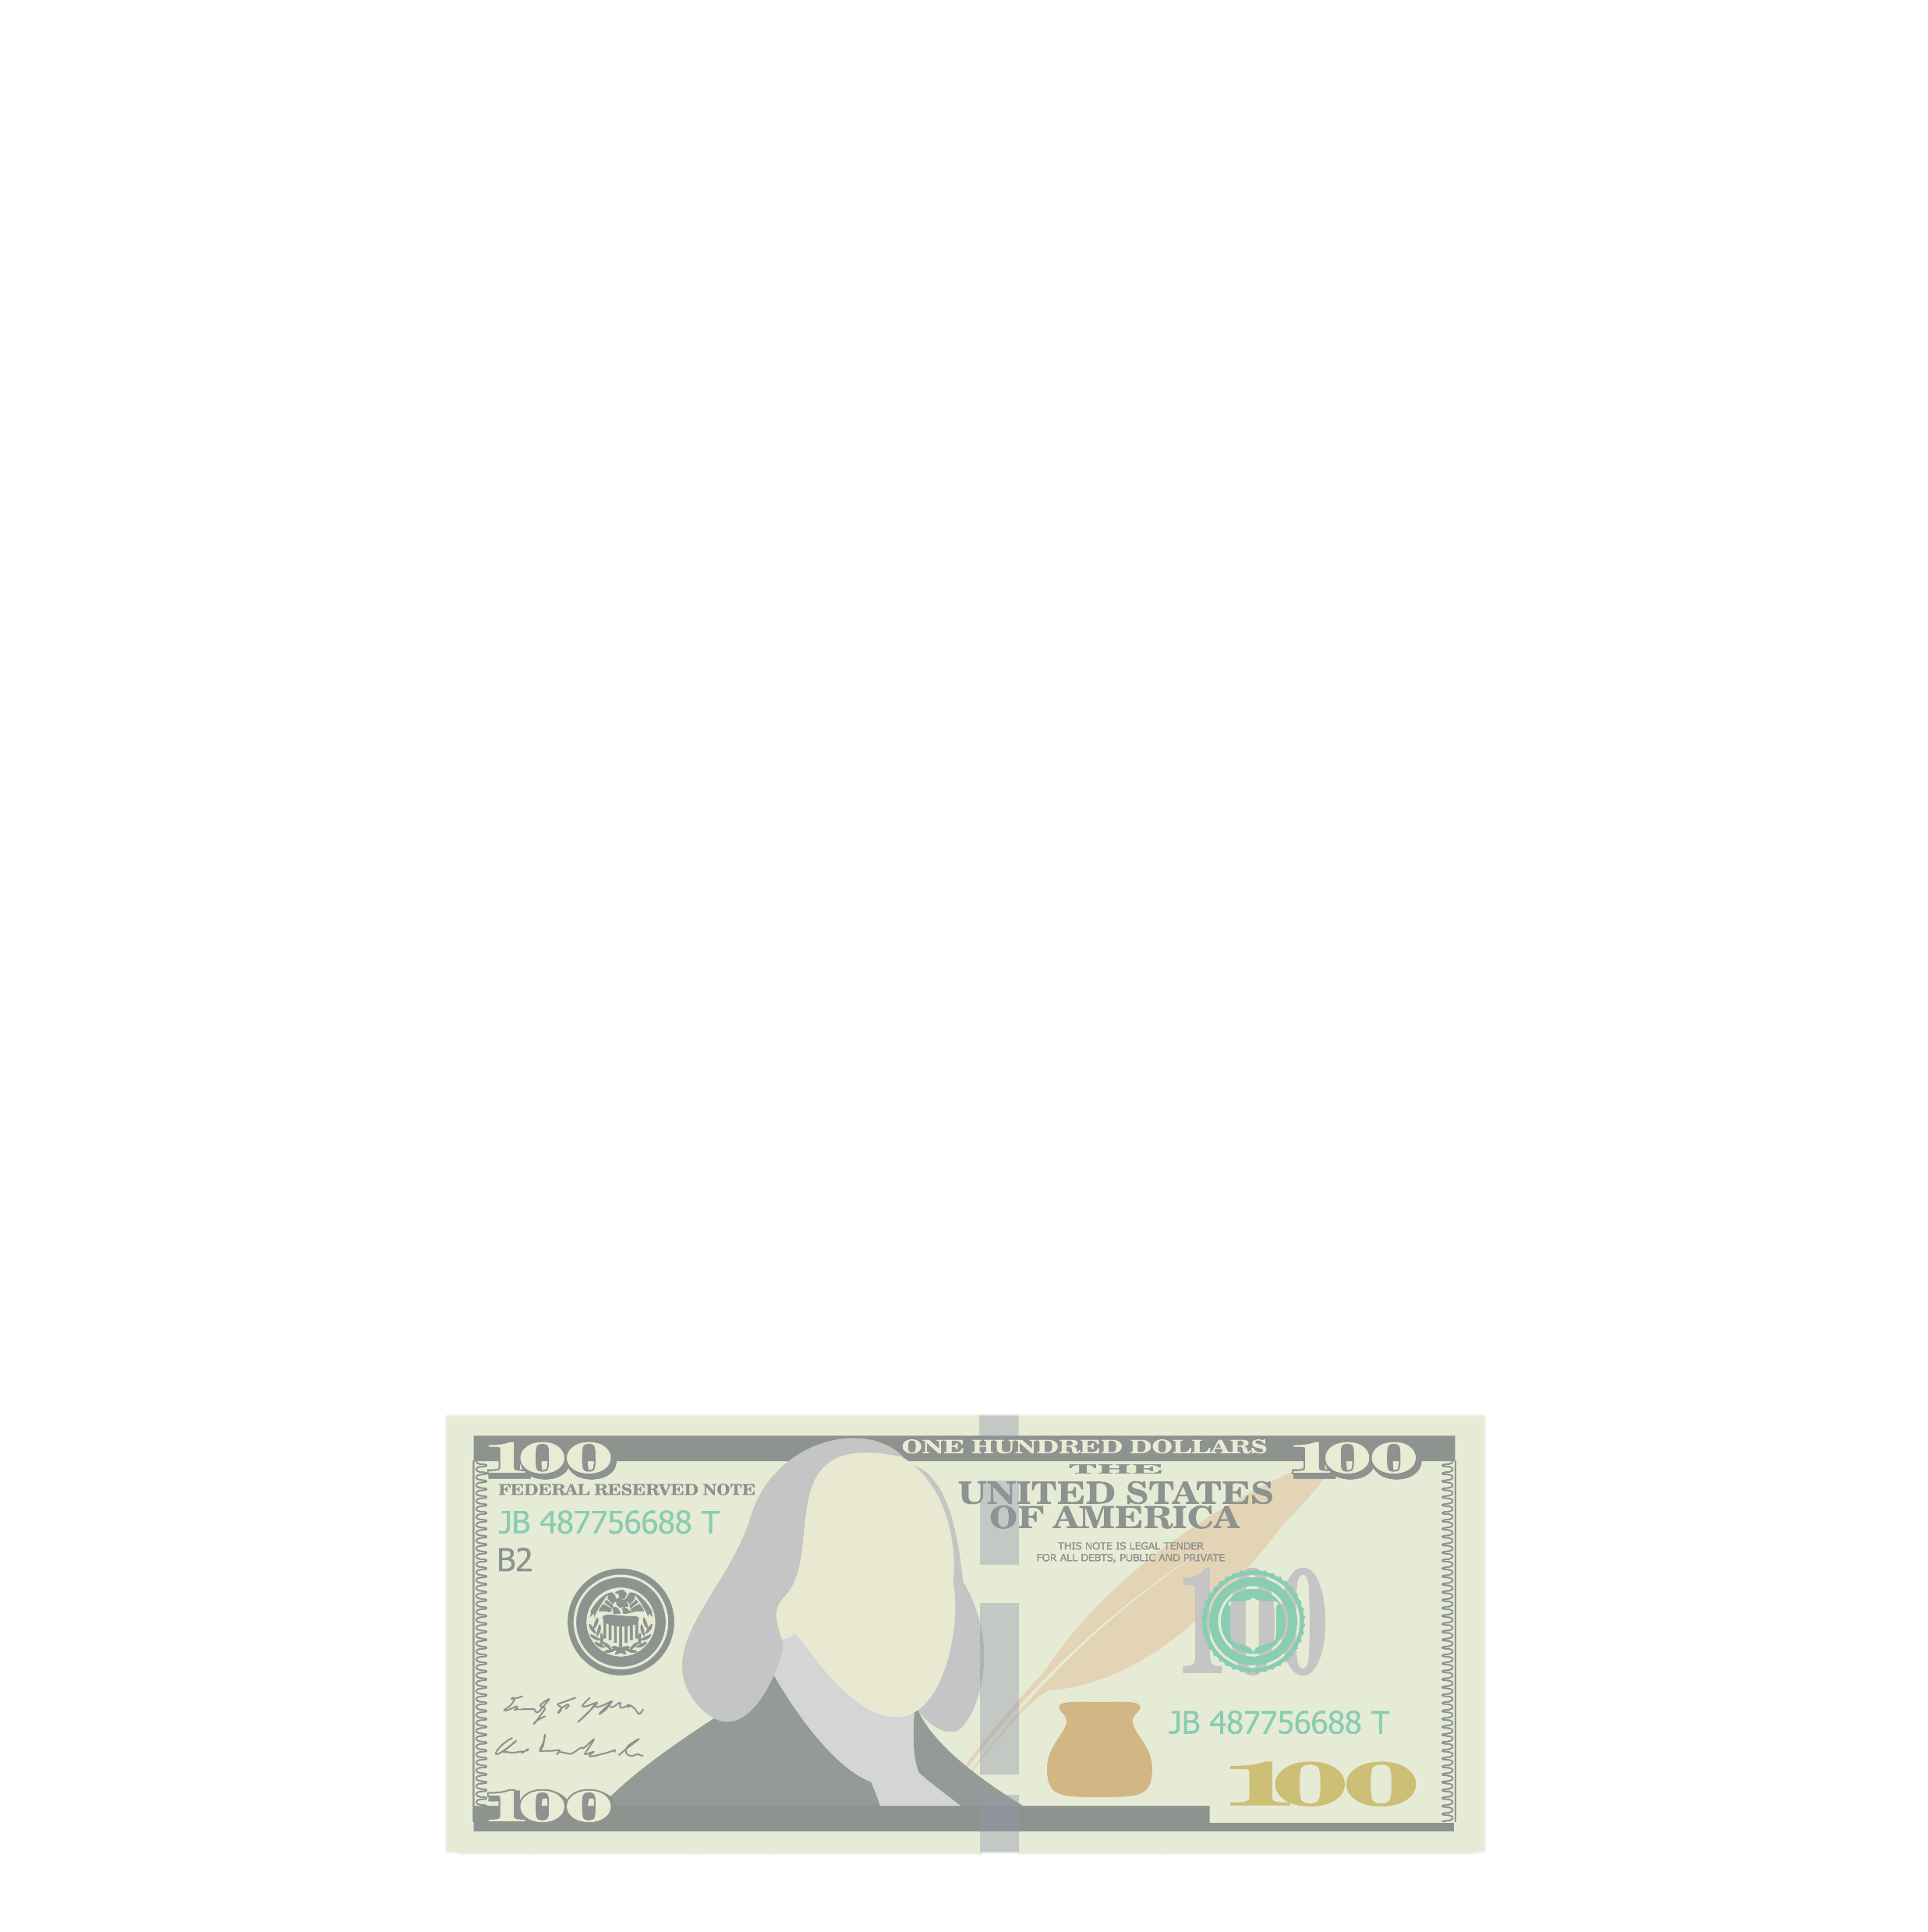 100
ONE HUNDRED DOLLARS
100
FEDERAL RESERVED NOTE
THE
UNITED STATES
OF AMERICA
JB 487756688 T
B2
THIS NOTE IS LEGAL TENDER
FOR ALL DEBTS, PUBLIC AND PRIVATE
100
JB 487756688 T
100
100